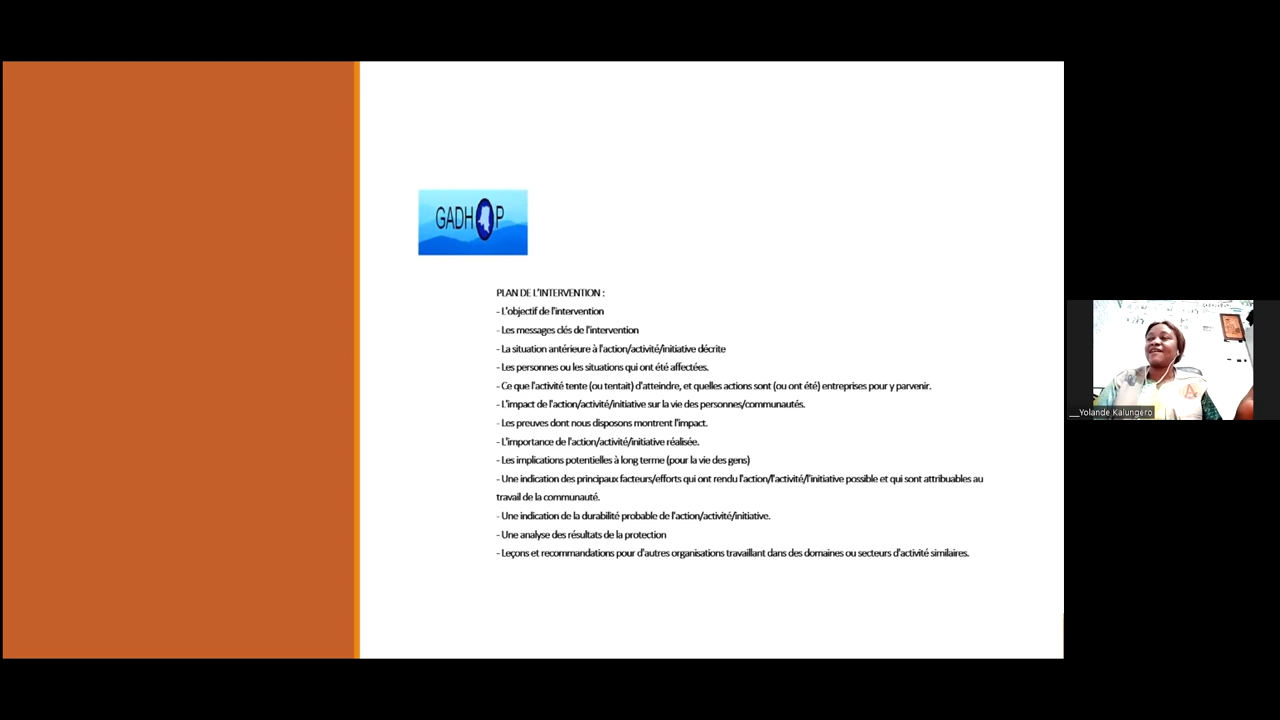 GADHOP
PLAN DE L'INTERVENTION :
- L'objectif de l'intervention
- Les messages clés de l'intervention
- La situation antérieure à l'action/activité/initiative décrite
- Les personnes ou les situations qui ont été affectées.
- Ce que l'activité tente (ou tentait) d'atteindre, et quelles actions sont (ou ont été) entreprises pour y parvenir.
- L'impact de l'action/activité/initiative sur la vie des personnes/communautés.
- Les preuves dont nous disposons montrent l'impact.
- L'importance de l'action/activité/initiative réalisée.
- Les implications potentielles à long terme (pour la vie des gens)
- Une indication des principaux facteurs/efforts qui ont rendu l'action/l'activité/l'initiative possible et qui sont attribuables au
travail de la communauté.
- Une indication de la durabilité probable de l'action/activité/initiative.
- Une analyse des résultats de la protection
- Leçons et recommandations pour d'autres organisations travaillant dans des domaines ou secteurs d'activité similaires.
__Yolande Kalungero